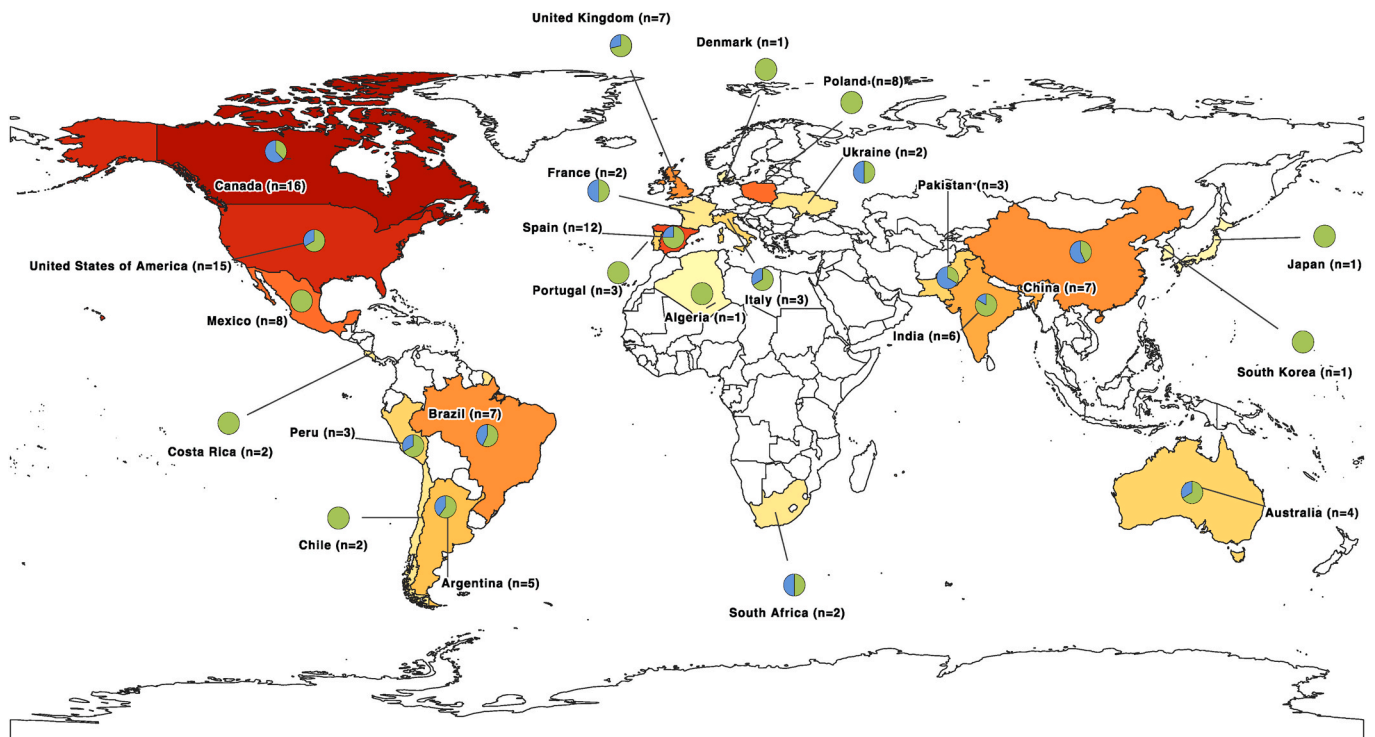 United Kingdom (n=7)
Denmark (n=1)
Poland (n=8)
Ukraine (n=2)
France (n=2)
Pakistan (n=3)
Canada (n=16)
Spain (n=12)
United States of America (n=15)
Japan (n=1)
Portugal (n=3)
Italy (n=3)
China (n=7)
Mexico (n=8)
Algeria (n=1)
India (n=6)
South Korea (n=1)
Brazil (n=7)
Peru (n=3)
Costa Rica (n=2)
Australia (n=4)
Chile (n=2)
Argentina (n=5)
South Africa (n=2)